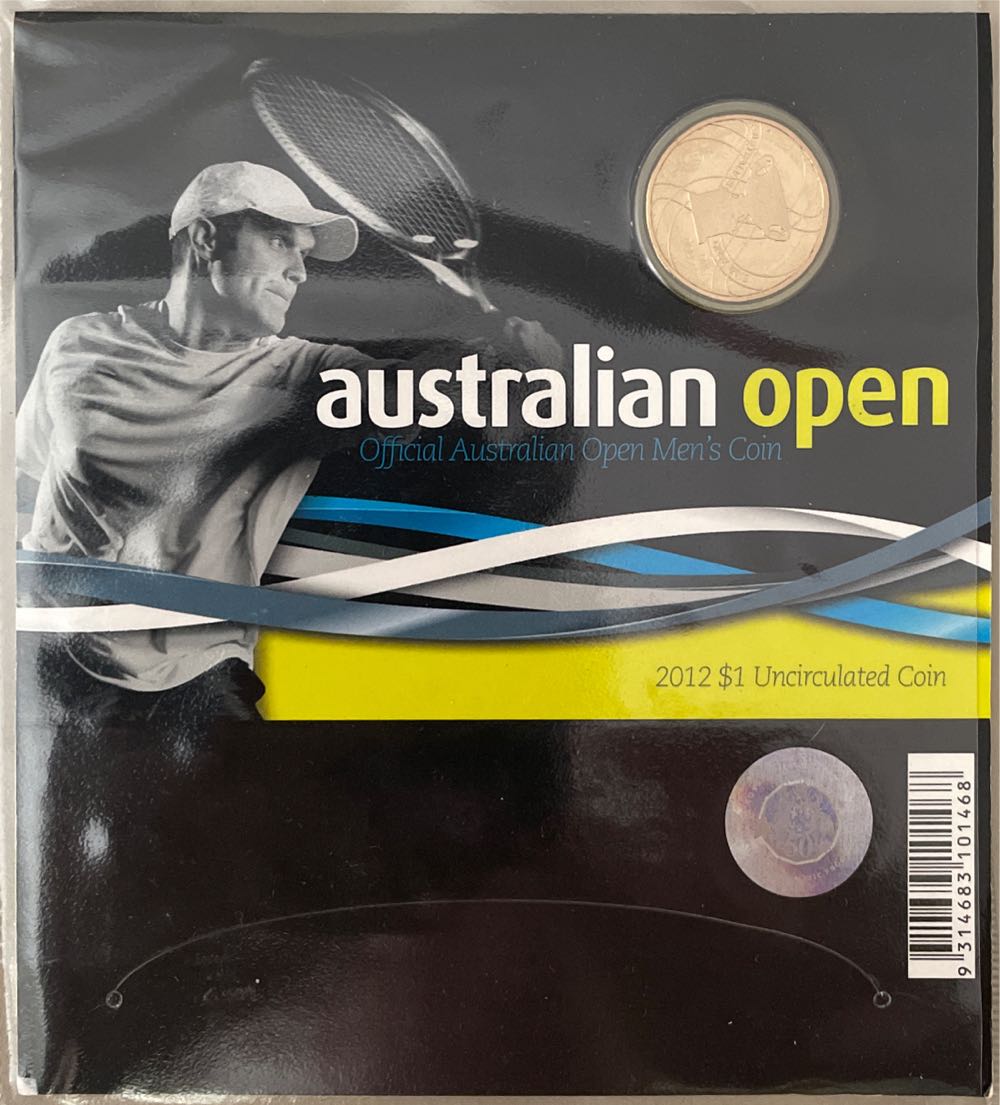 australian open
Official Australian Open Men's Coin
2012 $1 Uncirculated Coin
9 314683 101468